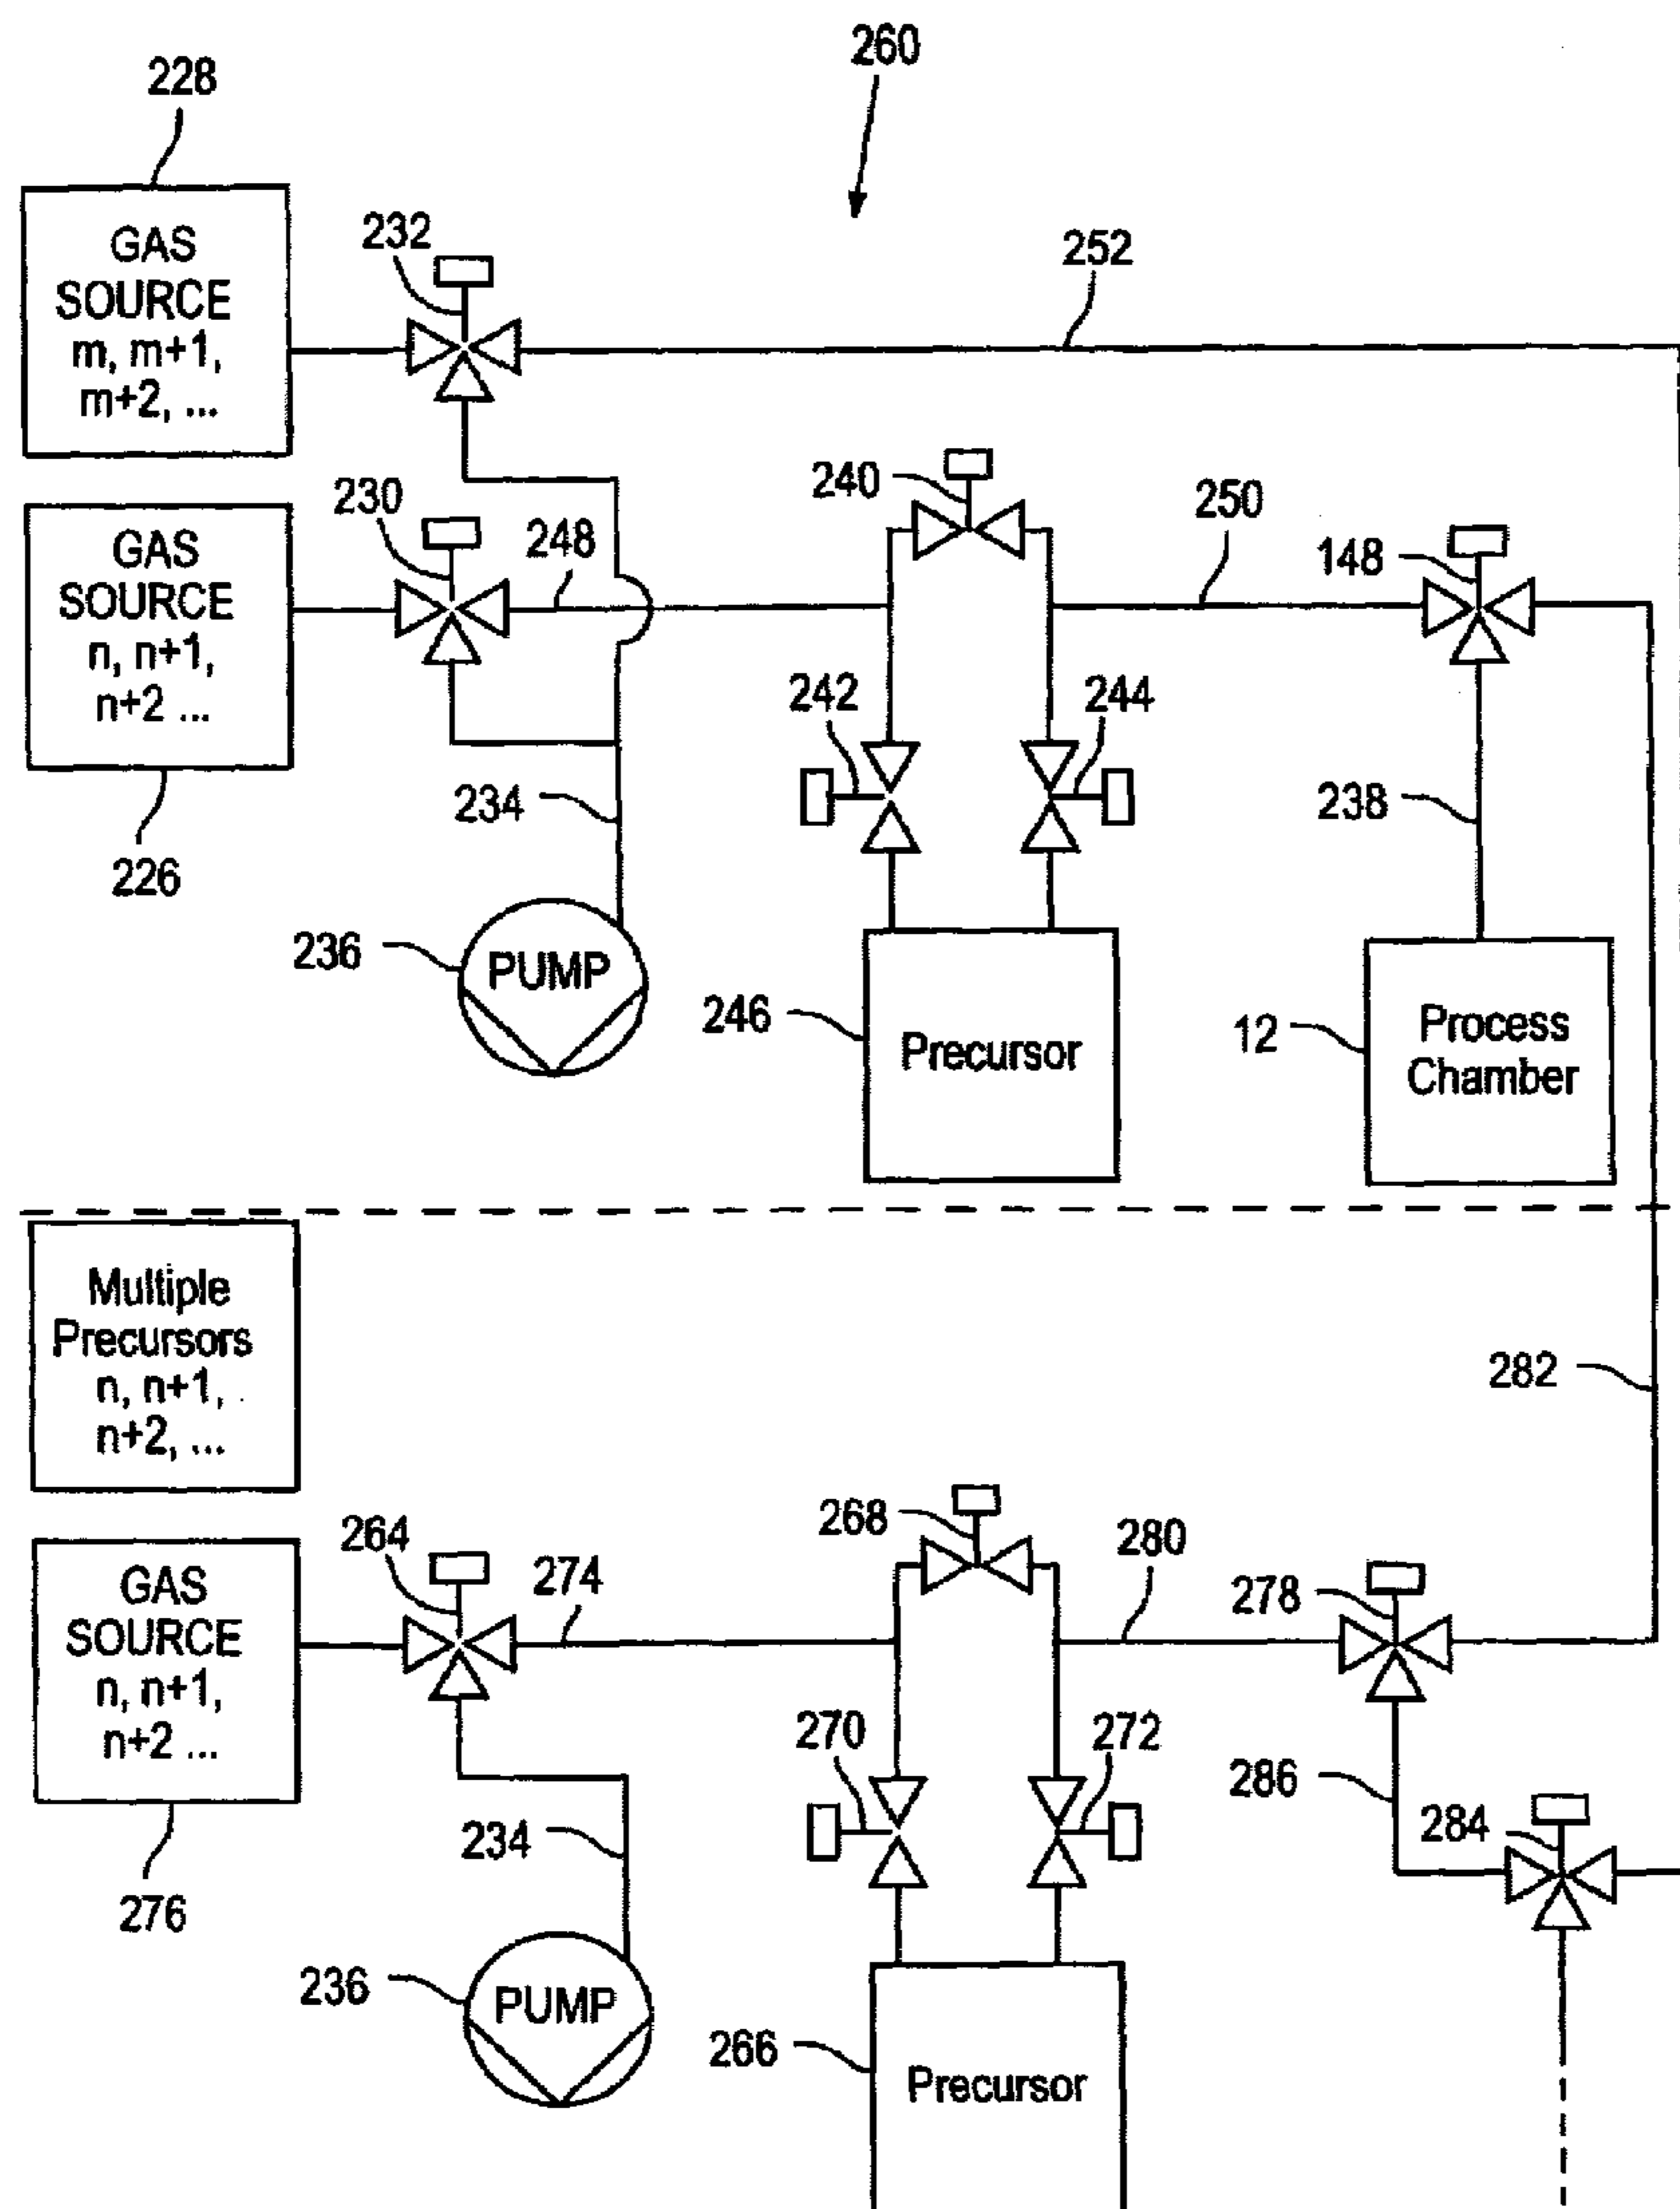 260
228
GAS
SOURCE
m, m+1,
m+2, ...
232
252
GAS
SOURCE
n, n+1,
n+2 ...
226
230
248
240
250
148
242
244
234
238
236
PUMP
246
Precursor
12
Process
Chamber
Multiple
Precursors
n, n+1,
n+2, ...
282
GAS
SOURCE
n, n+1,
n+2 ...
276
264
274
268
280
278
270
272
286
284
234
236
PUMP
266
Precursor